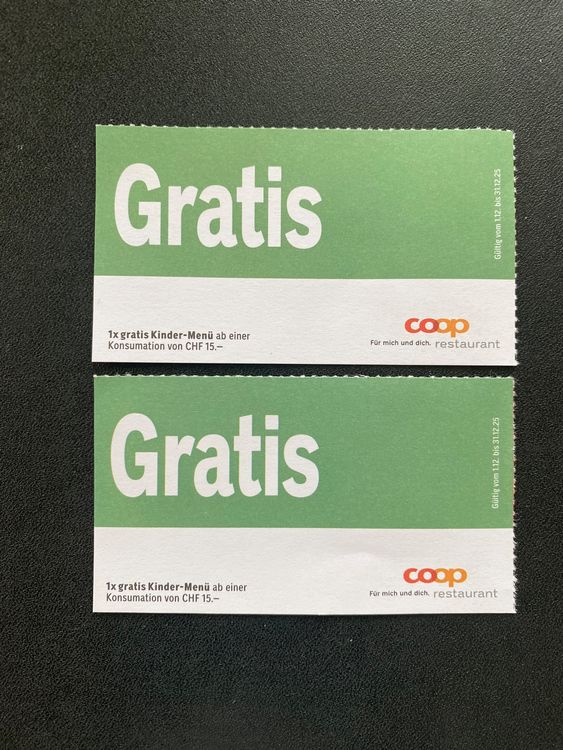 Gratis
Gültig vom 1.12. bis 31.12.25
1x gratis Kinder-Menü ab einer
Konsumation von CHF 15.–
coop
Für mich und dich. restaurant
Gratis
Gültig vom 1.12. bis 31.12.25
1x gratis Kinder-Menü ab einer
Konsumation von CHF 15.–
coop
Für mich und dich. restaurant